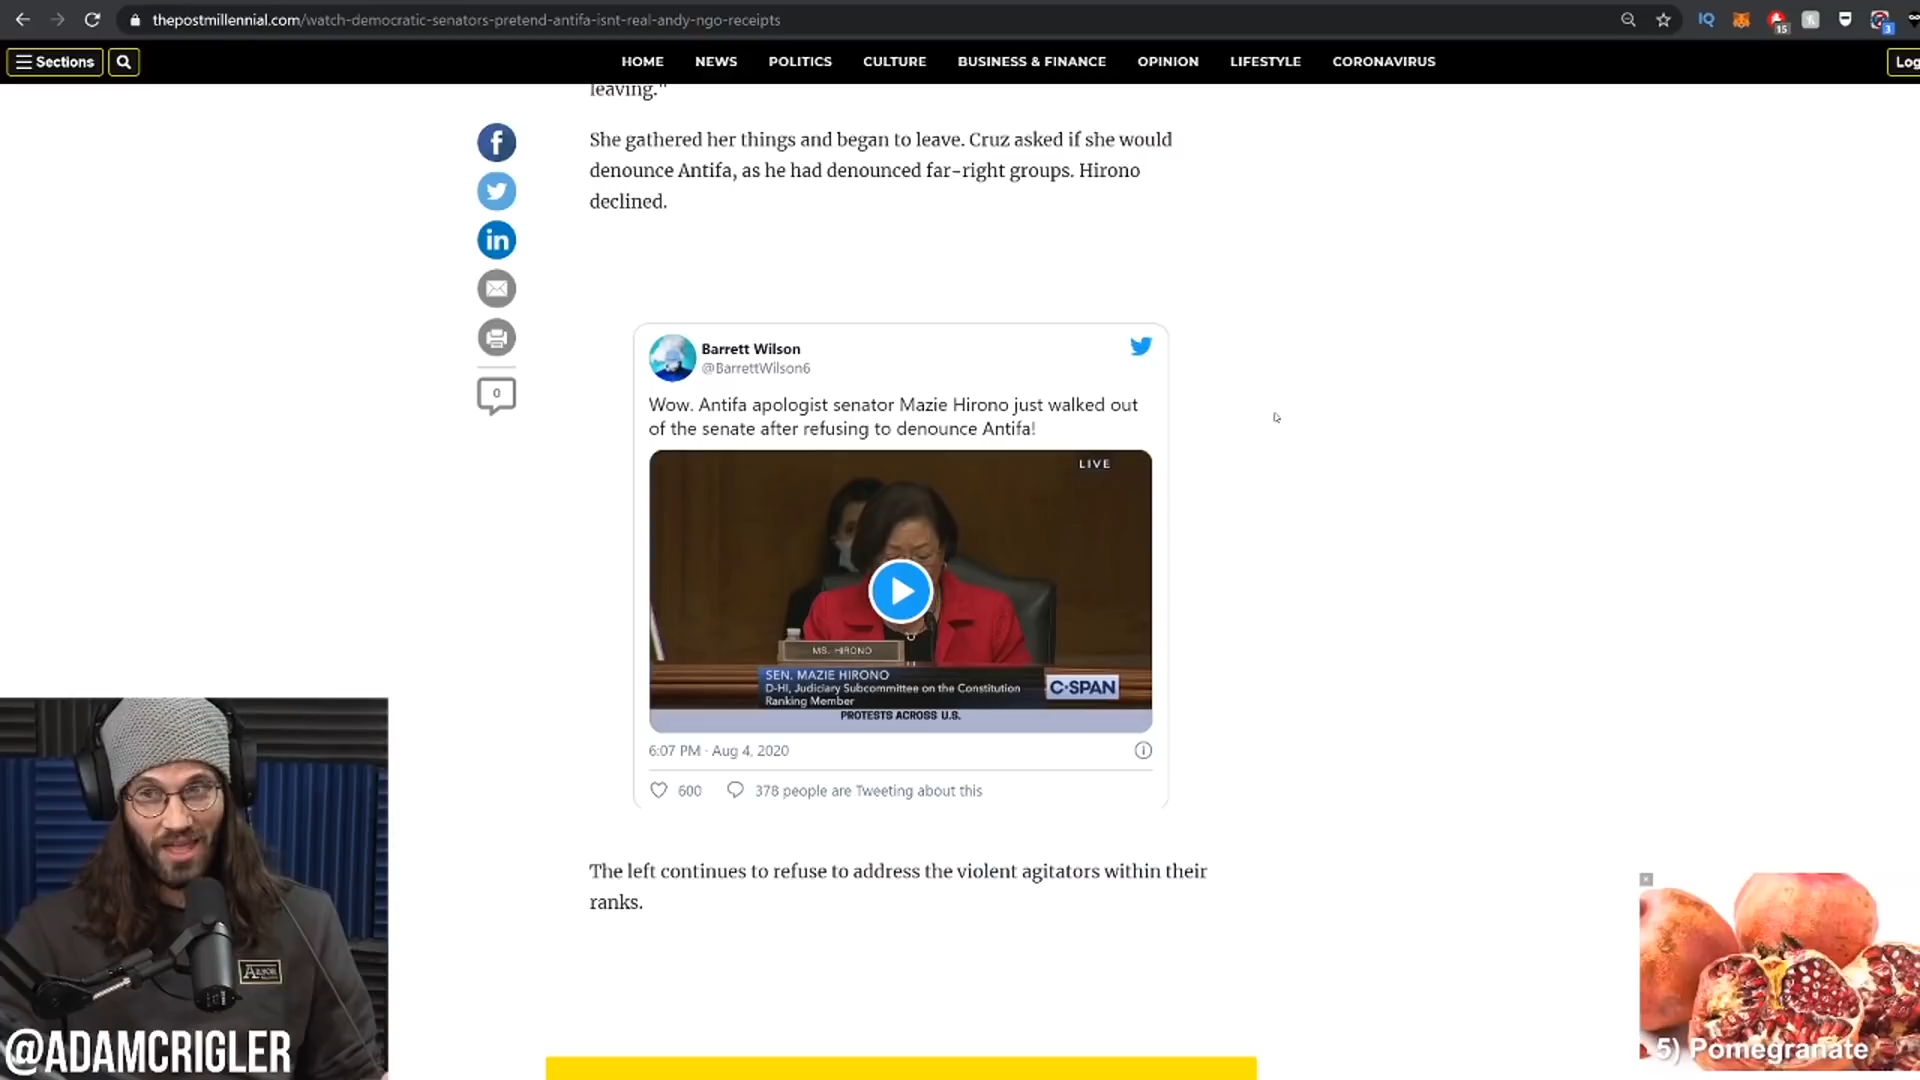 thepostmillennial.com/watch-democratic-senators-pretend-antifa-isnt-real-andy-ngo-receipts
IQ
15
3
Sections
HOME NEWS POLITICS CULTURE BUSINESS & FINANCE OPINION LIFESTYLE CORONAVIRUS
Log
leaving."
She gathered her things and began to leave. Cruz asked if she would
denounce Antifa, as he had denounced far-right groups. Hirono
declined.
0
Barrett Wilson
@BarrettWilson6
Wow. Antifa apologist senator Mazie Hirono just walked out
of the senate after refusing to denounce Antifa!
LIVE
MS. HIRONO
SEN. MAZIE HIRONO
D-HI, Judiciary Subcommittee on the Constitution
Ranking Member
C-SPAN
PROTESTS ACROSS U.S.
6:07 PM · Aug 4, 2020
600 378 people are Tweeting about this
The left continues to refuse to address the violent agitators within their
ranks.
@ADAMCRIGLER
5) Pomegranate